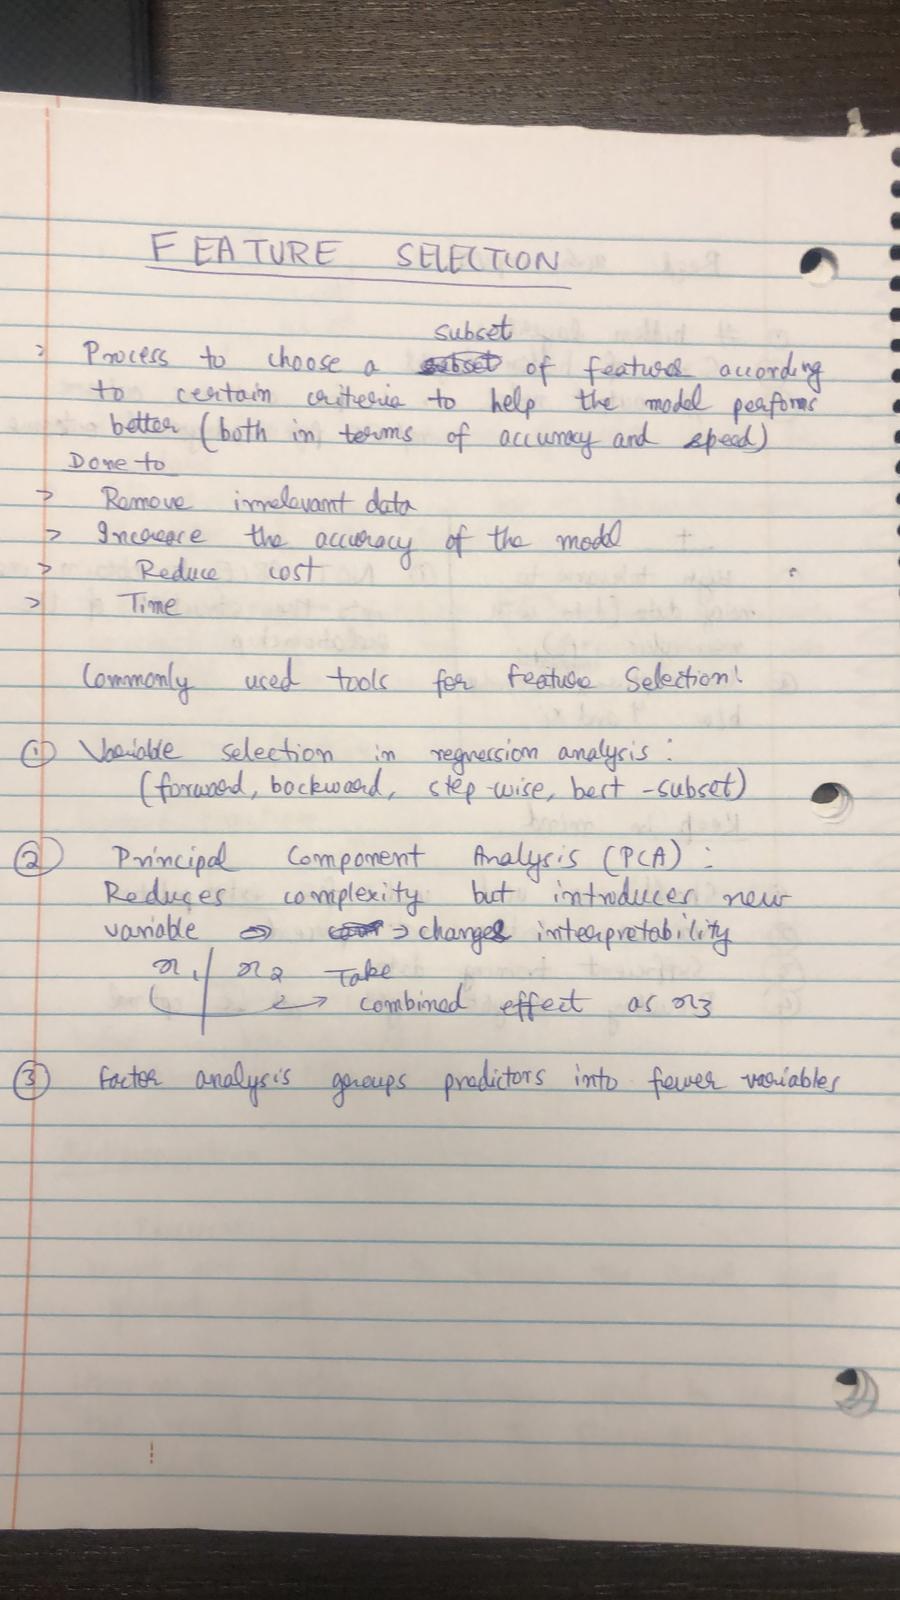 FEATURE SELECTION
subset
> Process to choose a subset of features according
to certain criteria to help the model performs
better (both in terms of accuracy and speed)
Done to
> Remove irrelevant data
> Increase the accuracy of the model
> Reduce cost
> Time
Commonly used tools for feature Selection:
① Variable selection in regression analysis:
(forward, backward, step-wise, best-subset)
② Principal Component Analysis (PCA):
Reduces complexity but introduces new
variable ⇒ ⇒ changes interpretability
x1 / x2 Take
→ combined effect as x3
③ Factor analysis groups predictors into fewer variables